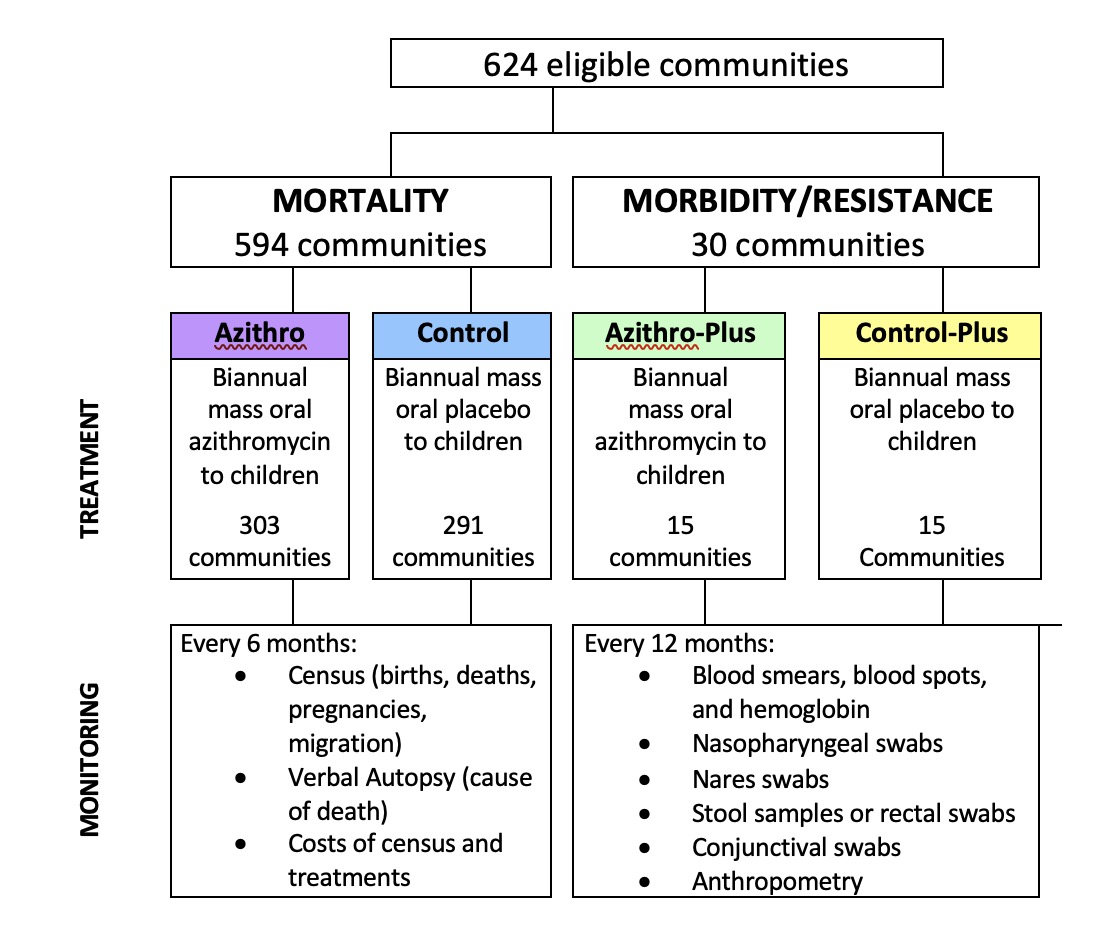 624 eligible communities
MORTALITY
594 communities
MORBIDITY/RESISTANCE
30 communities
TREATMENT
Azithro
Biannual
mass oral
azithromycin
to children
303
communities
Control
Biannual mass
oral placebo
to children
291
communities
Azithro-Plus
Biannual
mass oral
azithromycin to
children
15
communities
Control-Plus
Biannual mass
oral placebo to
children
15
Communities
MONITORING
Every 6 months:
• Census (births, deaths,
pregnancies,
migration)
• Verbal Autopsy (cause
of death)
• Costs of census and
treatments
Every 12 months:
• Blood smears, blood spots,
and hemoglobin
• Nasopharyngeal swabs
• Nares swabs
• Stool samples or rectal swabs
• Conjunctival swabs
• Anthropometry